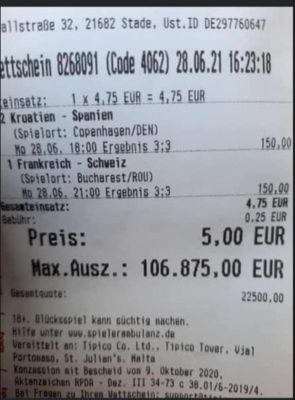 allstraße 32, 21682 Stade, Ust.ID DE297760647
ettschein 8268091 (Code 4062) 28.06.21 16:23:18
einsatz: 1 x 4,75 EUR = 4,75 EUR
2 Kroatien - Spanien
(Spielort: Copenhagen/DEN)
Mo 28.06. 18:00 Ergebnis 3:3 150,00
1 Frankreich - Schweiz
(Spielort: Bucharest/ROU)
Mo 28.06. 21:00 Ergebnis 3:3 150,00
Gesamteinsatz: 4,75 EUR
Gebühr: 0,25 EUR
Preis: 5,00 EUR
Max.Ausz.: 106.875,00 EUR
Gesamtquote: 22500,00
18+. Glücksspiel kann süchtig machen.
Hilfe unter www.spielerambulanz.de
Vermittelt an: Tipico Co. Ltd., Tipico Tower, Vjal
Portomaso, St. Julian's, Malta
Konzession mit Bescheid vom 9. Oktober 2020,
Aktenzeichen RPDA - Dez. III 34-73 c 38.01/6-2019/4.
Bei Fragen zu Ihrem Wettschein: